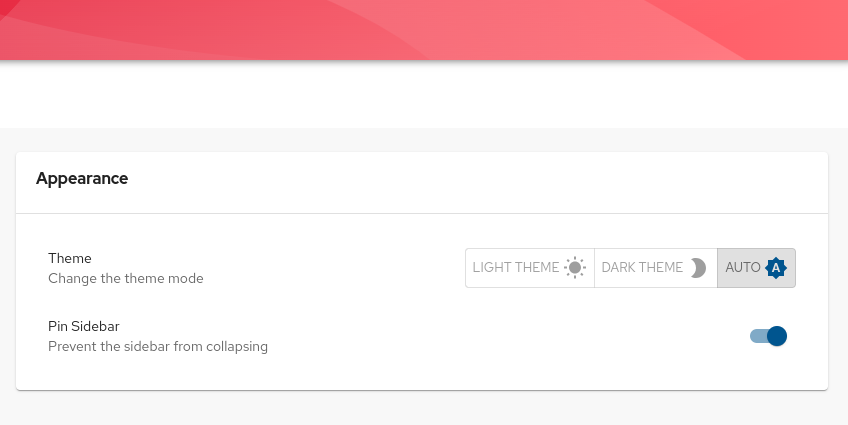 Appearance
Theme
Change the theme mode
LIGHT THEME
DARK THEME
AUTO A
Pin Sidebar
Prevent the sidebar from collapsing